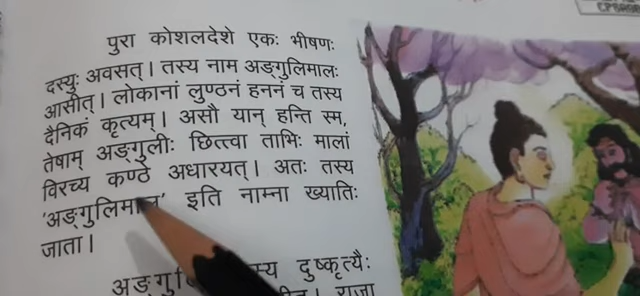 पुरा कोशलदेशे एकः भीषणः
दस्युः अवसत्। तस्य नाम अङ्गुलिमालः
आसीत्। लोकानां लुण्ठनं हननं च तस्य
दैनिकं कृत्यम्। असौ यान् हन्ति स्म,
तेषाम् अङ्गुलीः छित्त्वा ताभिः मालां
विरच्य कण्ठे अधारयत्। अतः तस्य
'अङ्गुलिमाल' इति नाम्ना ख्यातिः
जाता।
दुष्कृत्यैः
राजा